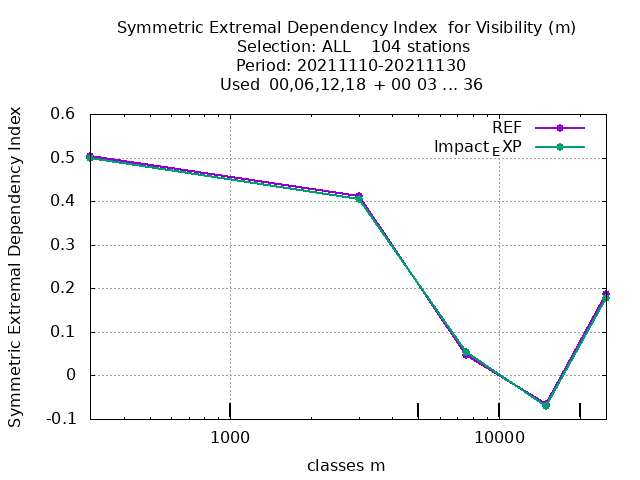 Symmetric Extremal Dependency Index  for Visibility (m)
Selection: ALL    104 stations
Period: 20211110-20211130
Used  00,06,12,18  + 00 03 ... 36
Symmetric Extremal Dependency Index
0.6
0.5
0.4
0.3
0.2
0.1
0
-0.1
REF
Impact_EXP
1000
10000
classes m